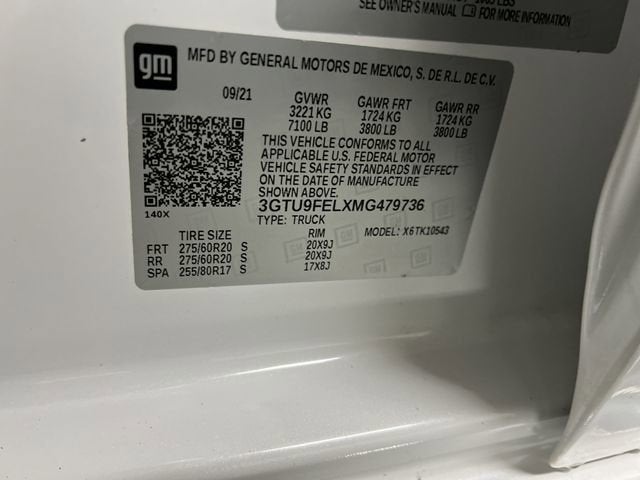 1005 LBS
SEE OWNER'S MANUAL FOR MORE INFORMATION
gm
MFD BY GENERAL MOTORS DE MEXICO, S. DE R.L. DE C.V.
09/21 GVWR GAWR FRT GAWR RR
3221 KG 1724 KG 1724 KG
7100 LB 3800 LB 3800 LB
THIS VEHICLE CONFORMS TO ALL
APPLICABLE U.S. FEDERAL MOTOR
VEHICLE SAFETY STANDARDS IN EFFECT
ON THE DATE OF MANUFACTURE
SHOWN ABOVE.
140X 3GTU9FELXMG479736
TYPE: TRUCK
TIRE SIZE RIM MODEL: X6TK10543
FRT 275/60R20 S 20X9J
RR 275/60R20 S 20X9J
SPA 255/80R17 S 17X8J